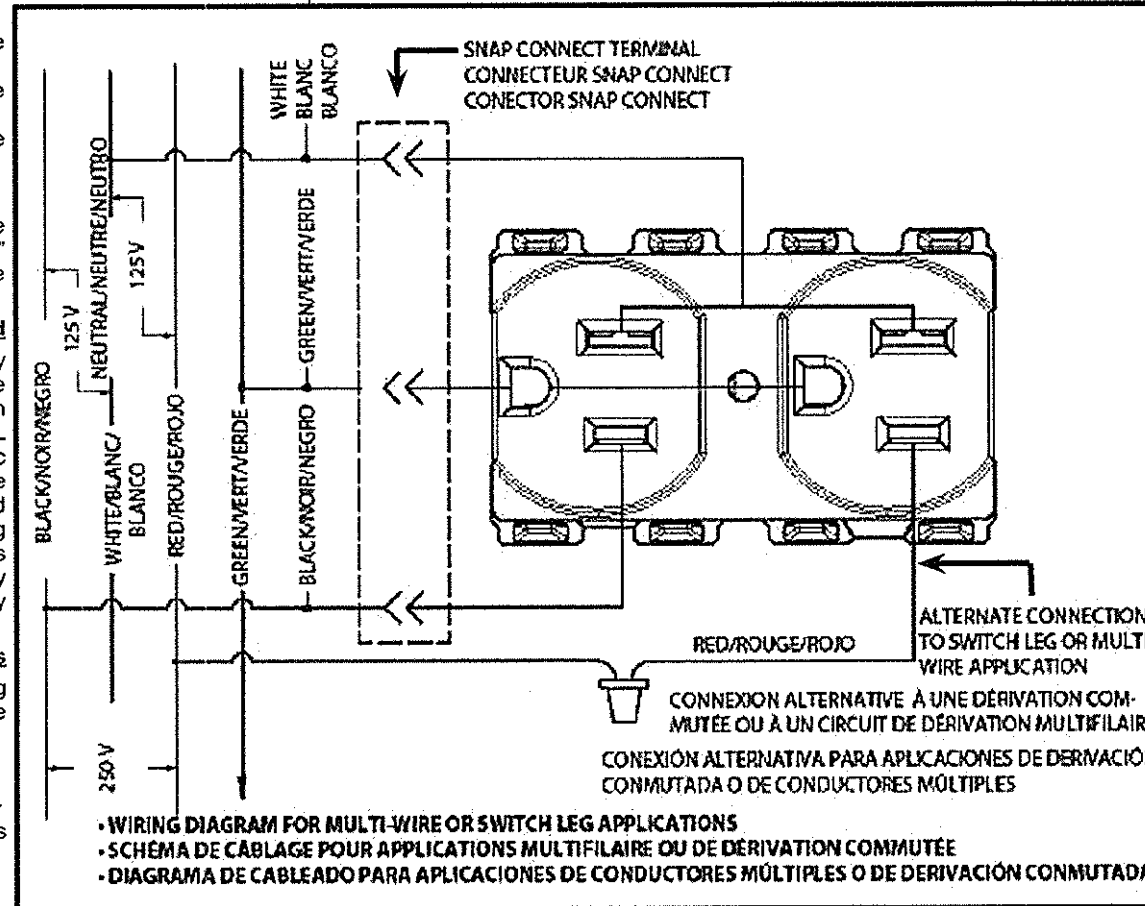 SNAP CONNECT TERMINAL
CONNECTEUR SNAP CONNECT
CONECTOR SNAP CONNECT
WHITE
BLANC
BLANCO
NEUTRAL/NEUTRE/NEUTRO
125 V
125 V
GREEN/VERT/VERDE
BLACK/NOIR/NEGRO
WHITE/BLANC/
BLANCO
RED/ROUGE/ROJO
GREEN/VERT/VERDE
BLACK/NOIR/NEGRO
250 V
RED/ROUGE/ROJO
ALTERNATE CONNECTION
TO SWITCH LEG OR MULTI
WIRE APPLICATION
CONNEXION ALTERNATIVE À UNE DÉRIVATION COM-
MUTÉE OU À UN CIRCUIT DE DÉRIVATION MULTIFILAIR
CONEXIÓN ALTERNATIVA PARA APLICACIONES DE DERIVACIÓ
CONMUTADA O DE CONDUCTORES MÚLTIPLES
• WIRING DIAGRAM FOR MULTI-WIRE OR SWITCH LEG APPLICATIONS
• SCHÉMA DE CÂBLAGE POUR APPLICATIONS MULTIFILAIRE OU DE DÉRIVATION COMMUTÉE
• DIAGRAMA DE CABLEADO PARA APLICACIONES DE CONDUCTORES MÚLTIPLES O DE DERIVACIÓN CONMUTADA